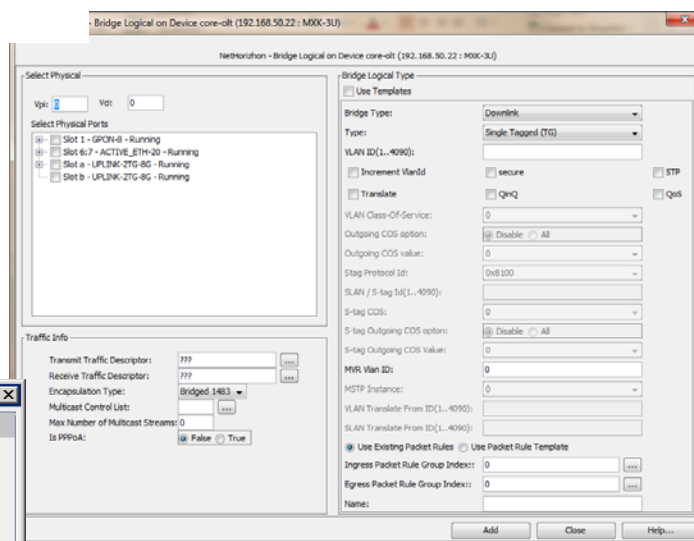 - Bridge Logical on Device core-olt (192.168.50.22 : MXK-3U)
NetHorizhon - Bridge Logical on Device core-olt (192.168.50.22 : MXK-3U)
Select Physical
Vpi: 0 Vci: 0
Select Physical Ports
Slot 1 - GPON-8 - Running
Slot 6:7 - ACTIVE_ETH-20 - Running
Slot a - UPLINK-2TG-8G - Running
Slot b - UPLINK-2TG-8G - Running
Traffic Info
Transmit Traffic Descriptor: ??? ...
Receive Traffic Descriptor: ??? ...
Encapsulation Type: Bridged 1483
Multicast Control List: ...
Max Number of Multicast Streams: 0
Is PPPoA: False True
Bridge Logical Type
Use Templates
Bridge Type: Downlink
Type: Single Tagged (TG)
VLAN ID(1..4090):
Increment VlanId secure STP
Translate QinQ QoS
VLAN Class-Of-Service: 0
Outgoing COS option: Disable All
Outgoing COS value: 0
Stag Protocol Id: 0x8100
SLAN / S-tag Id(1..4090):
S-tag COS: 0
S-tag Outgoing COS opton: Disable All
S-tag Outgoing COS Value: 0
MVR Vlan ID: 0
MSTP Instance: 0
VLAN Translate From ID(1..4090):
SLAN Translate From ID(1..4090):
Use Existing Packet Rules Use Packet Rule Template
Ingress Packet Rule Group Index:: 0 ...
Egress Packet Rule Group Index:: 0 ...
Name:
Add Close Help...